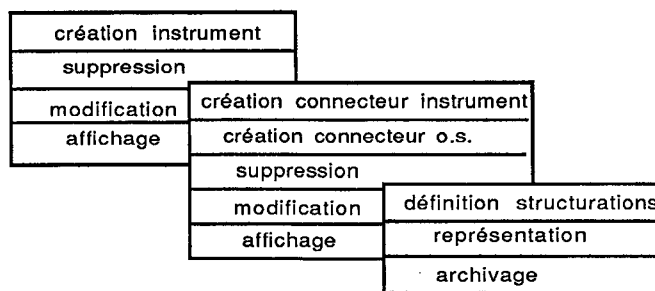 création instrument
suppression
modification
affichage
création connecteur instrument
création connecteur o.s.
suppression
modification
affichage
définition structurations
représentation
archivage